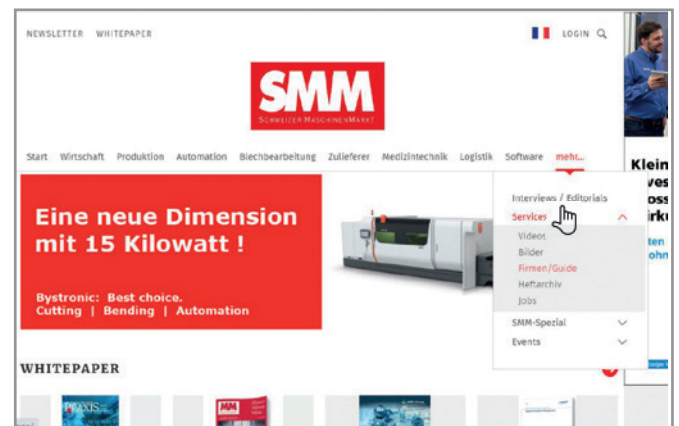 NEWSLETTER WHITEPAPER
LOGIN
SMM
SCHWEIZER MASCHINENMARKT
Start Wirtschaft Produktion Automation Blechbearbeitung Zulieferer Medizintechnik Logistik Software mehr...
Eine neue Dimension
mit 15 Kilowatt !
Bystronic: Best choice.
Cutting | Bending | Automation
Interviews / Editorials
Services
Videos
Bilder
Firmen/Guide
Heftarchiv
Jobs
SMM-Spezial
Events
Klein
WHITEPAPER
PRAXIS